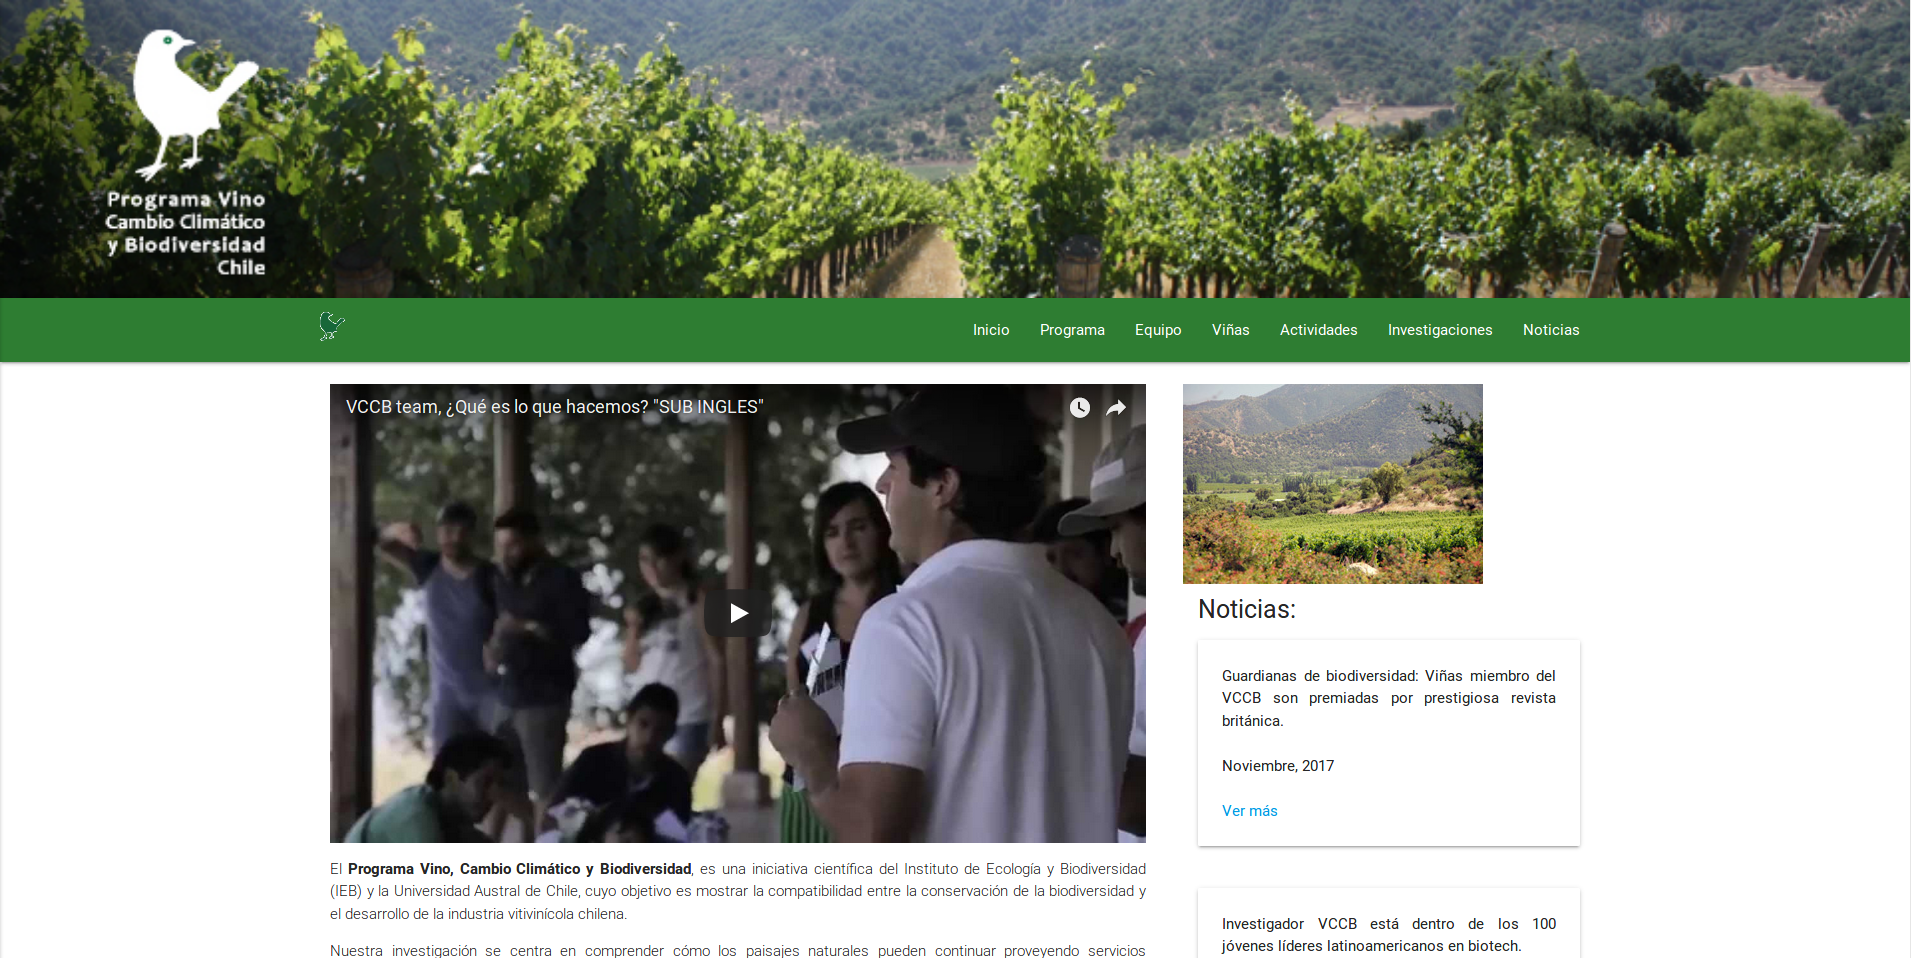 Programa Vino
Cambio Climático
y Biodiversidad
Chile
Inicio Programa Equipo Viñas Actividades Investigaciones Noticias
VCCB team, ¿Qué es lo que hacemos? "SUB INGLES"
El Programa Vino, Cambio Climático y Biodiversidad, es una iniciativa científica del Instituto de Ecología y Biodiversidad
(IEB) y la Universidad Austral de Chile, cuyo objetivo es mostrar la compatibilidad entre la conservación de la biodiversidad y
el desarrollo de la industria vitivinícola chilena.
Nuestra investigación se centra en comprender cómo los paisajes naturales pueden continuar proveyendo servicios
Noticias:
Guardianas de biodiversidad: Viñas miembro del
VCCB son premiadas por prestigiosa revista
británica.
Noviembre, 2017
Ver más
Investigador VCCB está dentro de los 100
jóvenes líderes latinoamericanos en biotech.